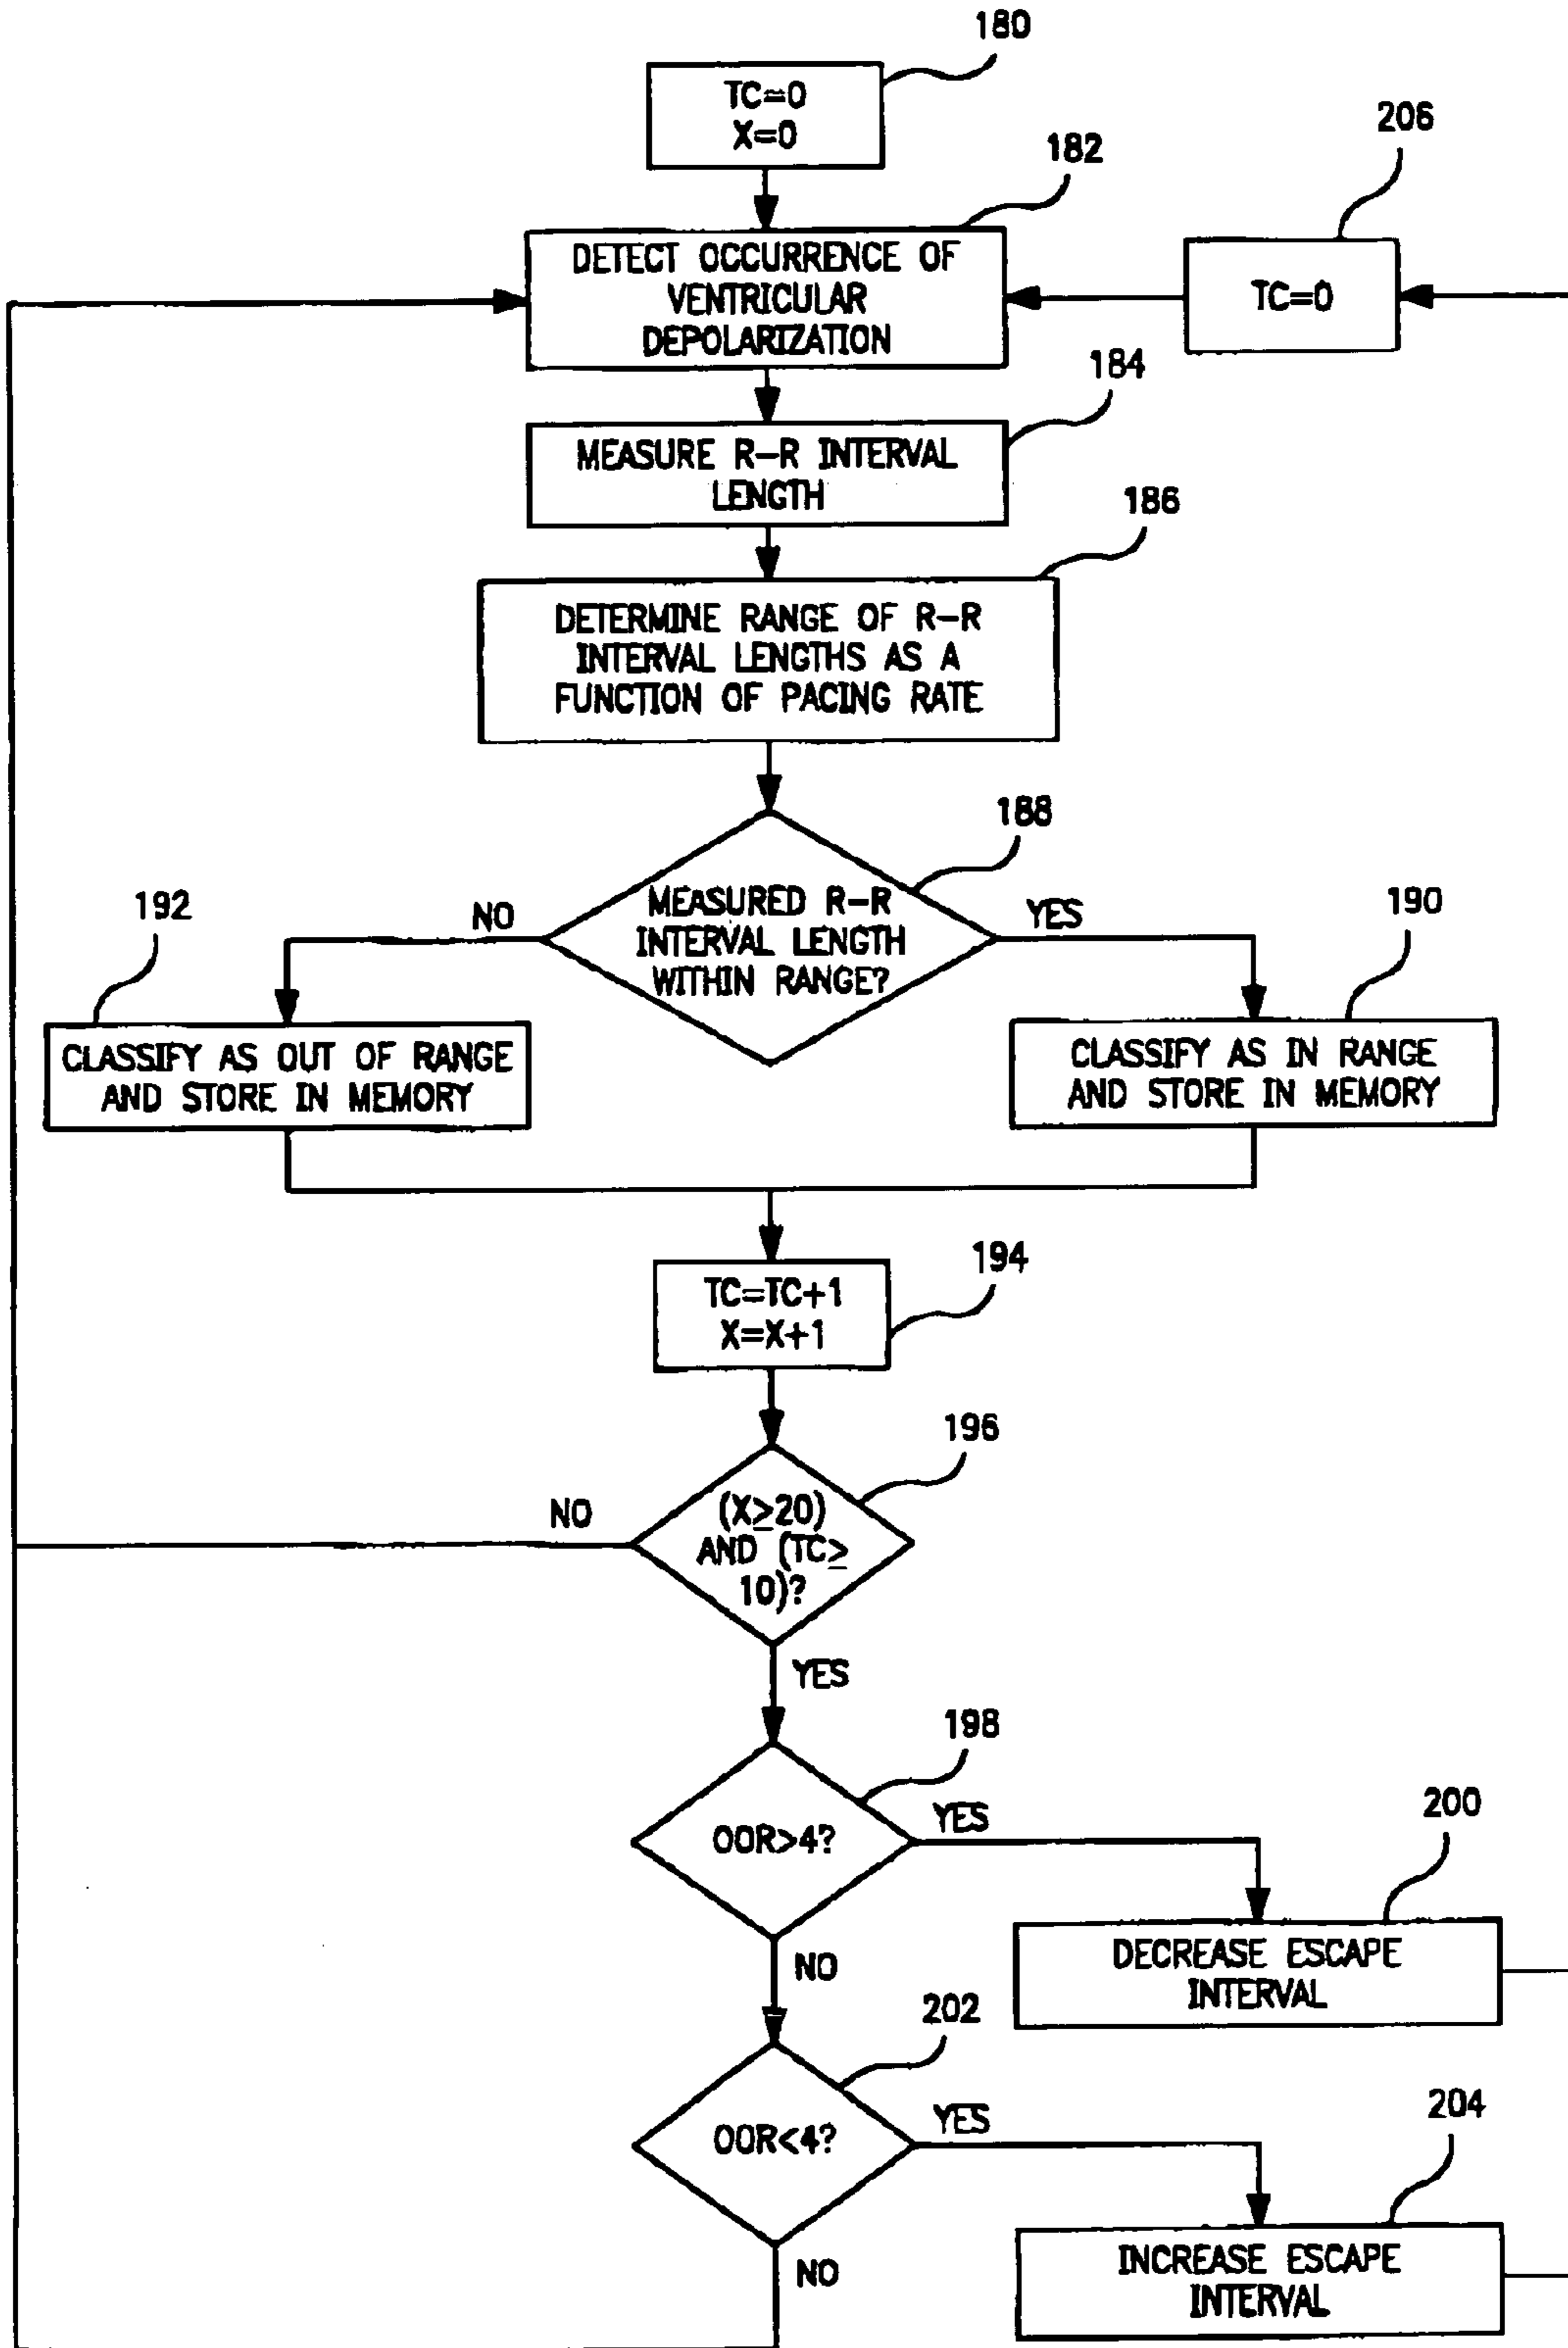 180
TC=0
X=0
206
182
DETECT OCCURRENCE OF
VENTRICULAR
DEPOLARIZATION
TC=0
184
MEASURE R-R INTERVAL
LENGTH
186
DETERMINE RANGE OF R-R
INTERVAL LENGTHS AS A
FUNCTION OF PACING RATE
188
MEASURED R-R
INTERVAL LENGTH
WITHIN RANGE?
NO
YES
192
190
CLASSIFY AS OUT OF RANGE
AND STORE IN MEMORY
CLASSIFY AS IN RANGE
AND STORE IN MEMORY
194
TC=TC+1
X=X+1
196
(X≥20)
AND (TC≥
10)?
NO
YES
198
OOR>4?
YES
200
DECREASE ESCAPE
INTERVAL
NO
202
OOR<4?
YES
204
INCREASE ESCAPE
INTERVAL
NO